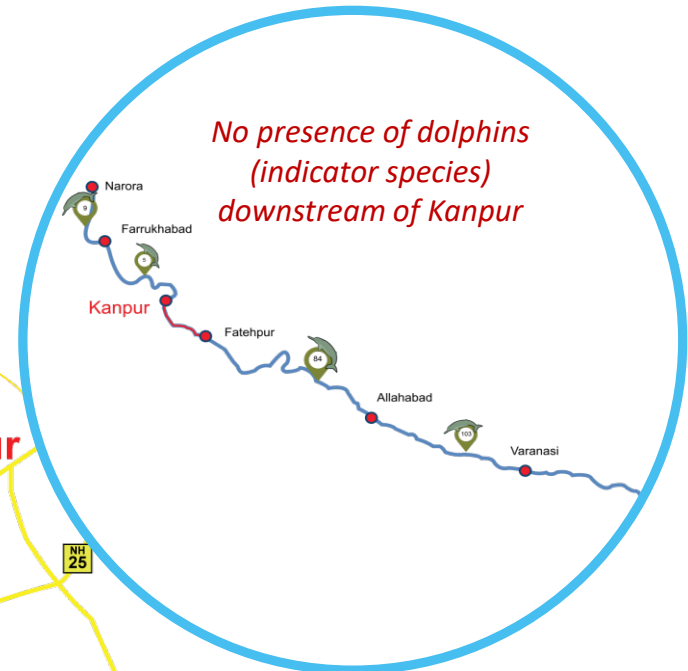 No presence of dolphins
(indicator species)
downstream of Kanpur
Narora
9
Farrukhabad
5
Kanpur
Fatehpur
84
Allahabad
103
Varanasi
ur
NH
25